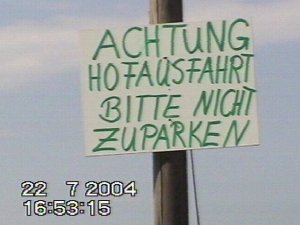 ACHTUNG
HOFAUSFAHRT
BITTE NICHT
ZUPARKEN
22 7 2004
16:53:15